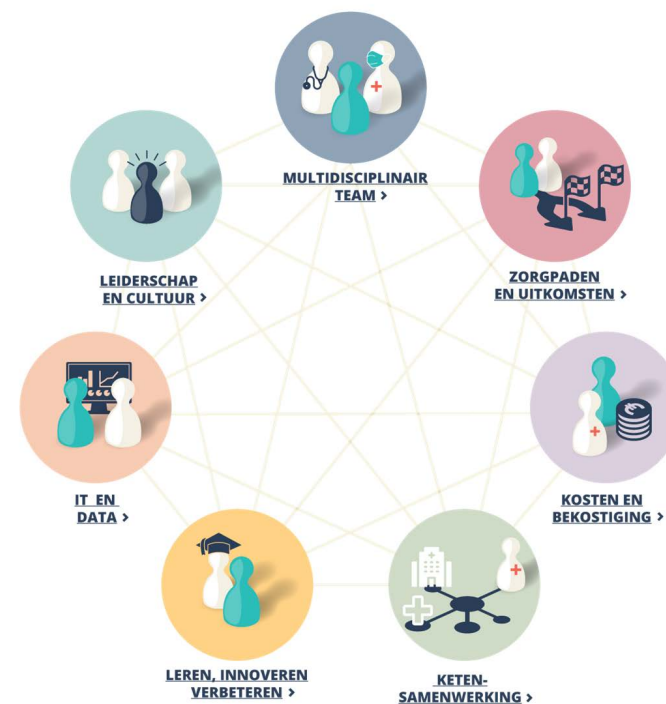 MULTIDISCIPLINAIR
TEAM >
ZORGPADEN
EN UITKOMSTEN >
KOSTEN EN
BEKOSTIGING >
KETEN-
SAMENWERKING >
LEREN, INNOVEREN
VERBETEREN >
IT EN
DATA >
LEIDERSCHAP
EN CULTUUR >